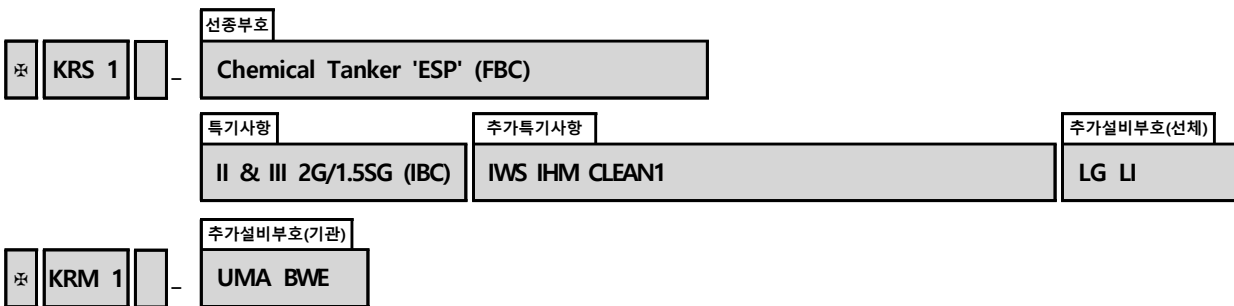 선종부호
✠ KRS 1 - Chemical Tanker 'ESP' (FBC)
특기사항 추가특기사항 추가설비부호(선체)
II & III 2G/1.5SG (IBC) IWS IHM CLEAN1 LG LI
추가설비부호(기관)
✠ KRM 1 - UMA BWE